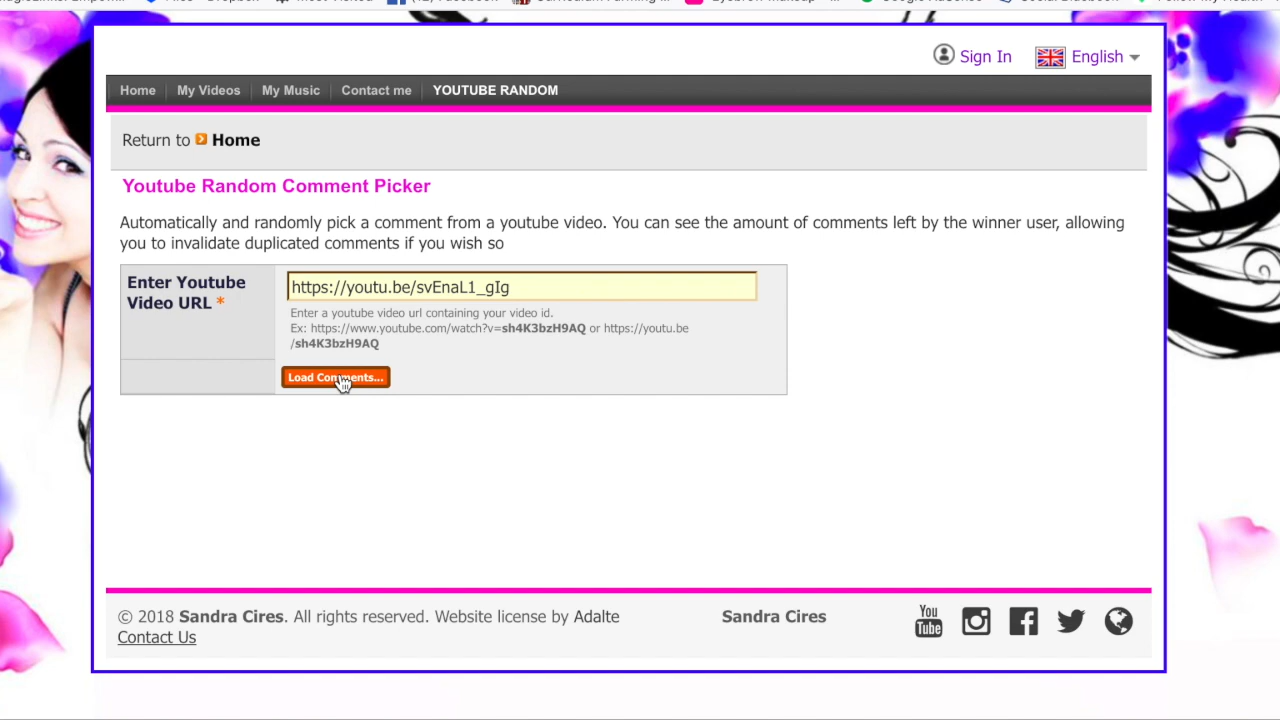 Sign In English
Home My Videos My Music Contact me YOUTUBE RANDOM
Return to Home
Youtube Random Comment Picker
Automatically and randomly pick a comment from a youtube video. You can see the amount of comments left by the winner user, allowing
you to invalidate duplicated comments if you wish so
Enter Youtube
Video URL *
https://youtu.be/svEnaL1_gIg
Enter a youtube video url containing your video id.
Ex: https://www.youtube.com/watch?v=sh4K3bzH9AQ or https://youtu.be
/sh4K3bzH9AQ
Load Comments...
© 2018 Sandra Cires. All rights reserved. Website license by Adalte
Contact Us
Sandra Cires
You
Tube